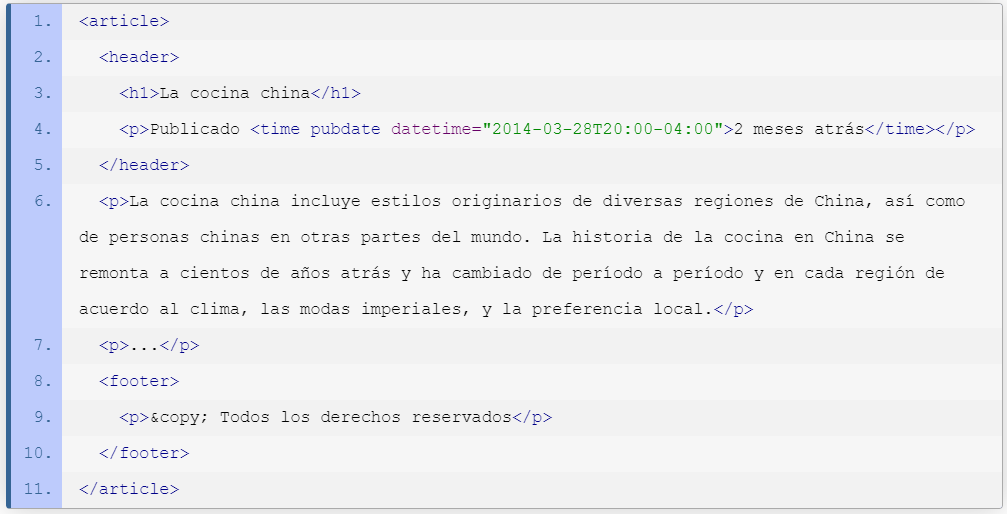 1. <article>
2. <header>
3. <h1>La cocina china</h1>
4. <p>Publicado <time pubdate datetime="2014-03-28T20:00-04:00">2 meses atrás</time></p>
5. </header>
6. <p>La cocina china incluye estilos originarios de diversas regiones de China, así como
de personas chinas en otras partes del mundo. La historia de la cocina en China se
remonta a cientos de años atrás y ha cambiado de período a período y en cada región de
acuerdo al clima, las modas imperiales, y la preferencia local.</p>
7. <p>...</p>
8. <footer>
9. <p>&copy; Todos los derechos reservados</p>
10. </footer>
11. </article>